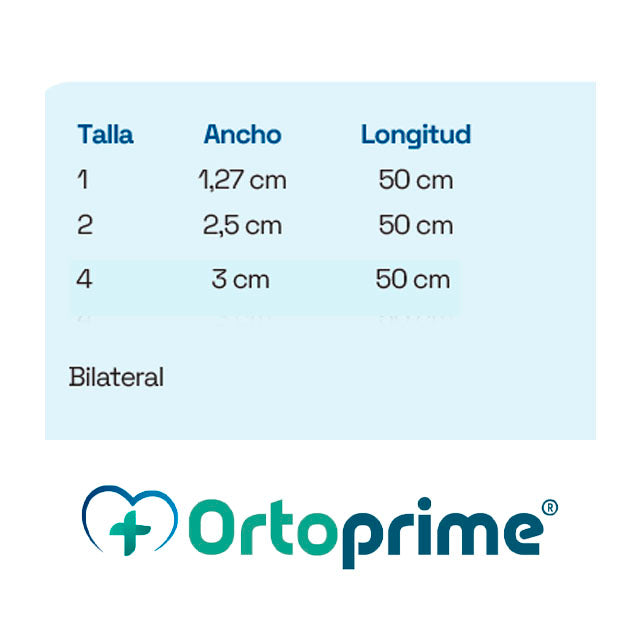 Talla Ancho Longitud
1 1,27 cm 50 cm
2 2,5 cm 50 cm
4 3 cm 50 cm
Bilateral
Ortoprime®